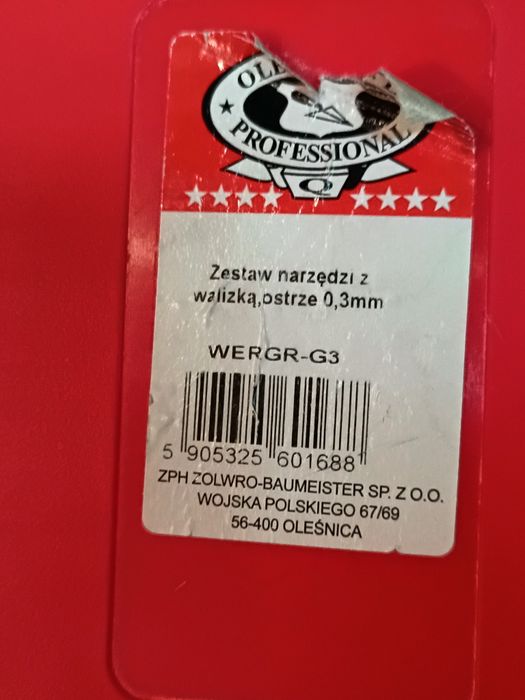 PROFESSIONAL
Q
Zestaw narzędzi z
walizką,ostrze 0,3mm
WERGR-G3
5 905325 601688
ZPH ZOLWRO-BAUMEISTER SP. Z O.O.
WOJSKA POLSKIEGO 67/69
56-400 OLEŚNICA